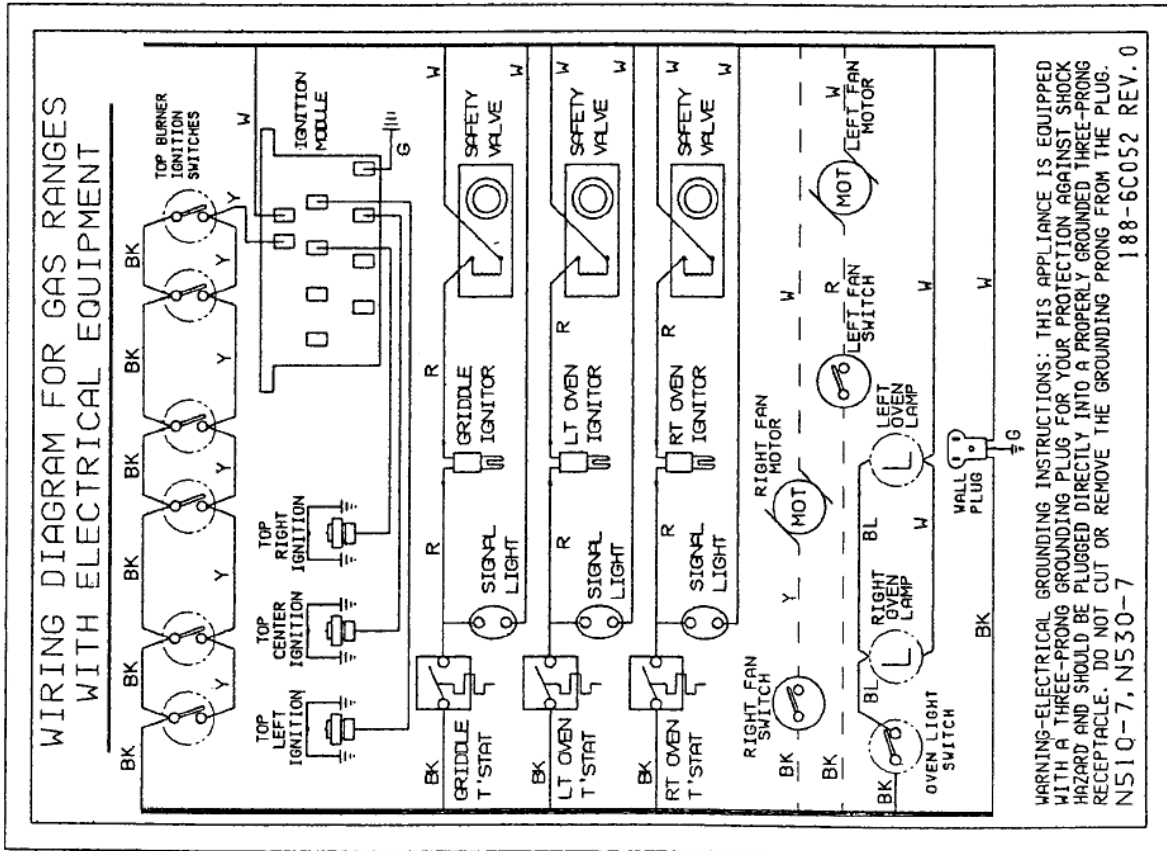 WIRING DIAGRAM FOR GAS RANGES
WITH ELECTRICAL EQUIPMENT
TOP BURNER
IGNITION
SWITCHES
BK
BK
BK
BK
BK
BK
Y
Y
Y
Y
Y
Y
W
IGNITION
MODULE
G
TOP
LEFT
IGNITION
TOP
CENTER
IGNITION
TOP
RIGHT
IGNITION
BK
GRIDDLE
T'STAT
SIGNAL
LIGHT
R
GRIDDLE
IGNITOR
R
SAFETY
VALVE
W
W
BK
LT OVEN
T'STAT
SIGNAL
LIGHT
R
LT OVEN
IGNITOR
R
SAFETY
VALVE
W
W
BK
RT OVEN
T'STAT
SIGNAL
LIGHT
R
RT OVEN
IGNITOR
R
SAFETY
VALVE
W
W
RIGHT FAN
SWITCH
BK
Y
RIGHT FAN
MOTOR
MOT
W
BK
LEFT FAN
SWITCH
R
MOT
LEFT FAN
MOTOR
W
BK
OVEN LIGHT
SWITCH
BL
RIGHT
OVEN
LAMP
L
BL
W
LEFT
OVEN
LAMP
L
W
BK
WALL
PLUG
G
W
WARNING-ELECTRICAL GROUNDING INSTRUCTIONS: THIS APPLIANCE IS EQUIPPED
WITH A THREE-PRONG GROUNDING PLUG FOR YOUR PROTECTION AGAINST SHOCK
HAZARD AND SHOULD BE PLUGGED DIRECTLY INTO A PROPERLY GROUNDED THREE-PRONG
RECEPTACLE. DO NOT CUT OR REMOVE THE GROUNDING PRONG FROM THE PLUG.
N51Q-7, N530-7 188-6C052 REV.0